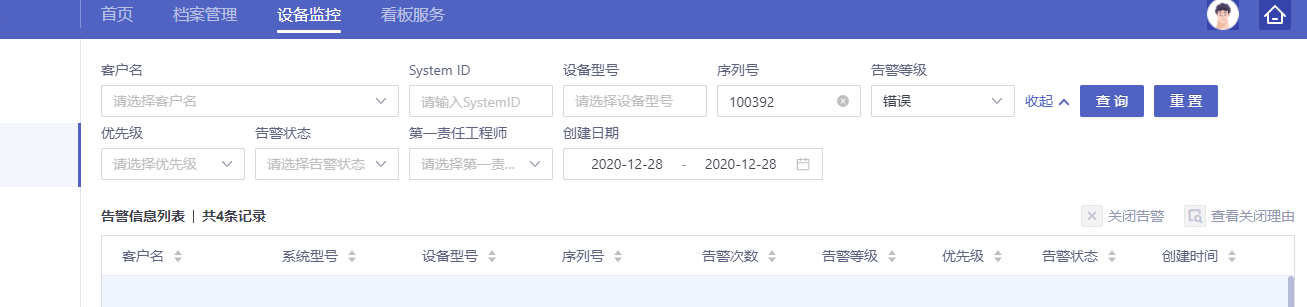 首页 档案管理 设备监控 看板服务
客户名 System ID 设备型号 序列号 告警等级
请选择客户名 请输入SystemID 请选择设备型号 100392 错误 收起 查 询 重 置
优先级 告警状态 第一责任工程师 创建日期
请选择优先级 请选择告警状态 请选择第一责... 2020-12-28 - 2020-12-28
告警信息列表 | 共4条记录 关闭告警 查看关闭理由
客户名 系统型号 设备型号 序列号 告警次数 告警等级 优先级 告警状态 创建时间